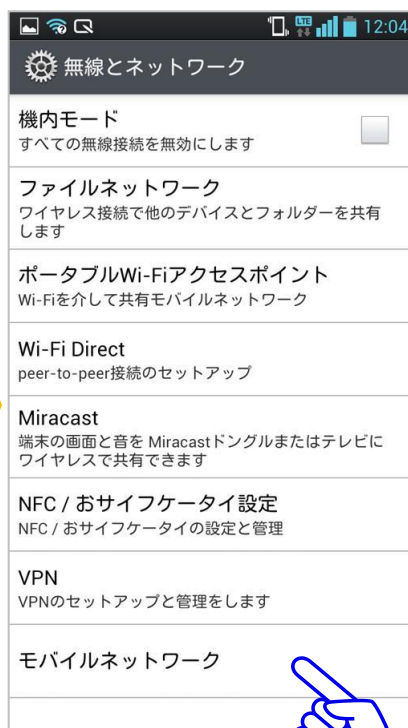 LTE 12:04
無線とネットワーク
機内モード
すべての無線接続を無効にします
ファイルネットワーク
ワイヤレス接続で他のデバイスとフォルダーを共有
します
ポータブルWi-Fiアクセスポイント
Wi-Fiを介して共有モバイルネットワーク
Wi-Fi Direct
peer-to-peer接続のセットアップ
Miracast
端末の画面と音を Miracastドングルまたはテレビに
ワイヤレスで共有できます
NFC / おサイフケータイ設定
NFC / おサイフケータイの設定と管理
VPN
VPNのセットアップと管理をします
モバイルネットワーク